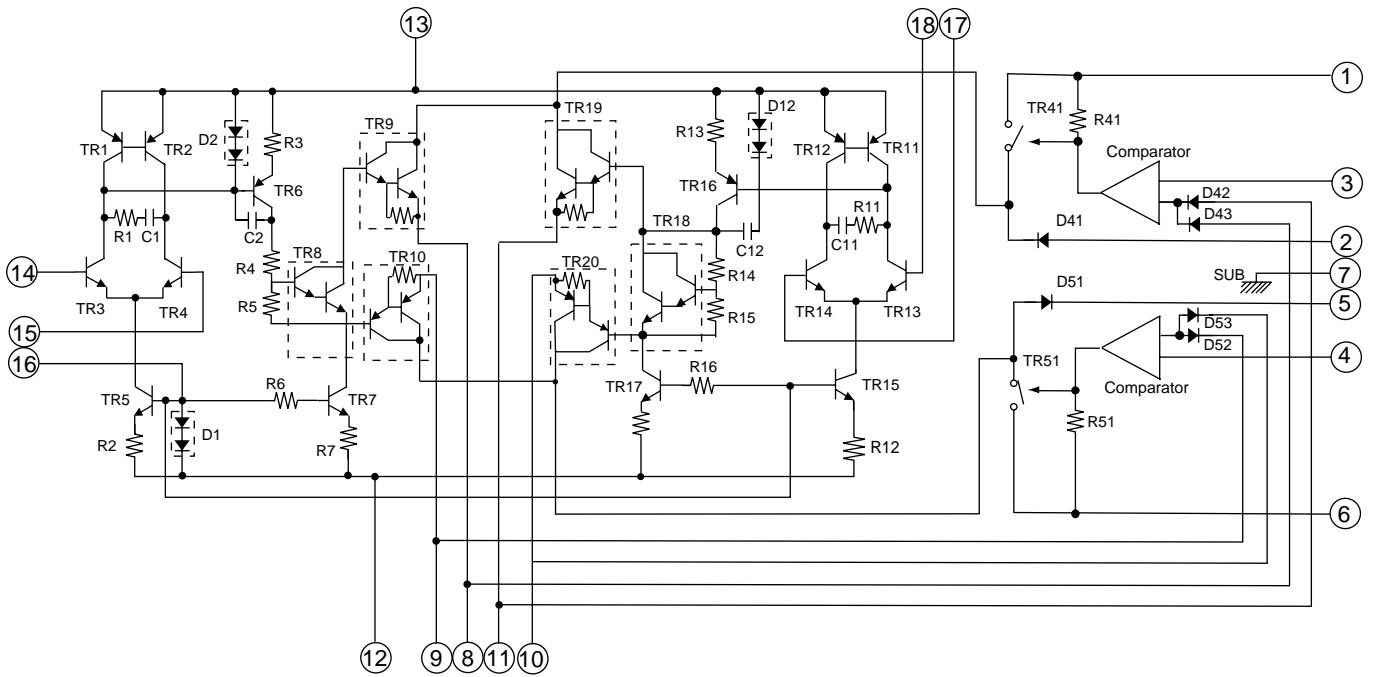 13
18
17
1
TR1
TR2
D2
R3
TR9
TR19
R13
D12
TR12
TR11
TR41
R41
Comparator
3
TR6
TR16
D42
D43
R1
C1
C2
TR18
C12
C11
R11
D41
2
14
TR3
TR4
R4
R5
TR8
TR10
TR20
R14
R15
TR14
TR13
SUB
7
D51
5
15
D53
D52
16
TR51
4
Comparator
TR5
R6
TR7
TR17
R16
TR15
R2
D1
R7
R12
R51
6
12
9
8
11
10